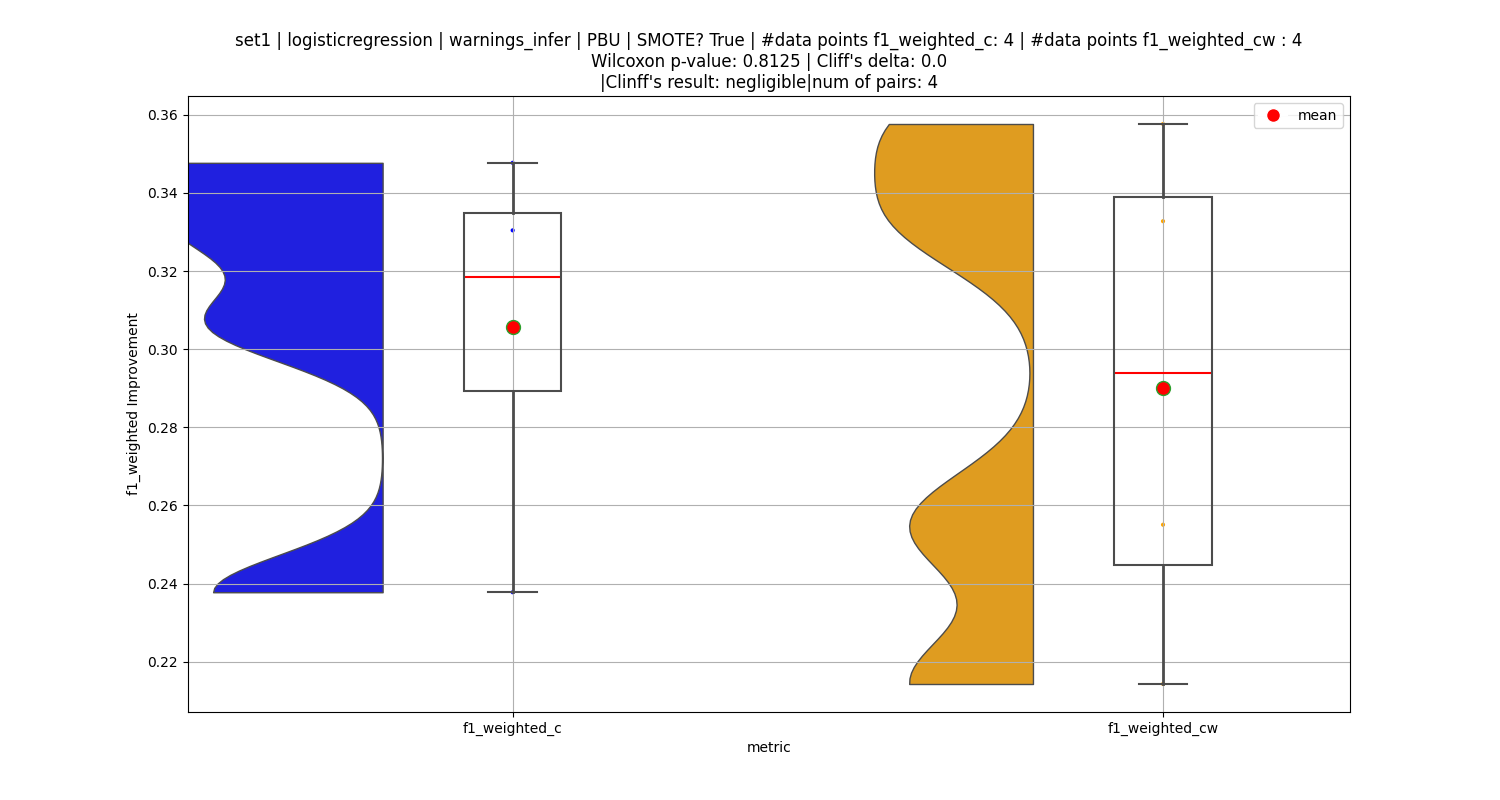 set1 | logisticregression | warnings_infer | PBU | SMOTE? True | #data points f1_weighted_c: 4 | #data points f1_weighted_cw : 4
Wilcoxon p-value: 0.8125 | Cliff's delta: 0.0
|Clinff's result: negligible|num of pairs: 4
mean
0.36
0.34
0.32
0.30
0.28
0.26
0.24
0.22
f1_weighted Improvement
f1_weighted_c
f1_weighted_cw
metric